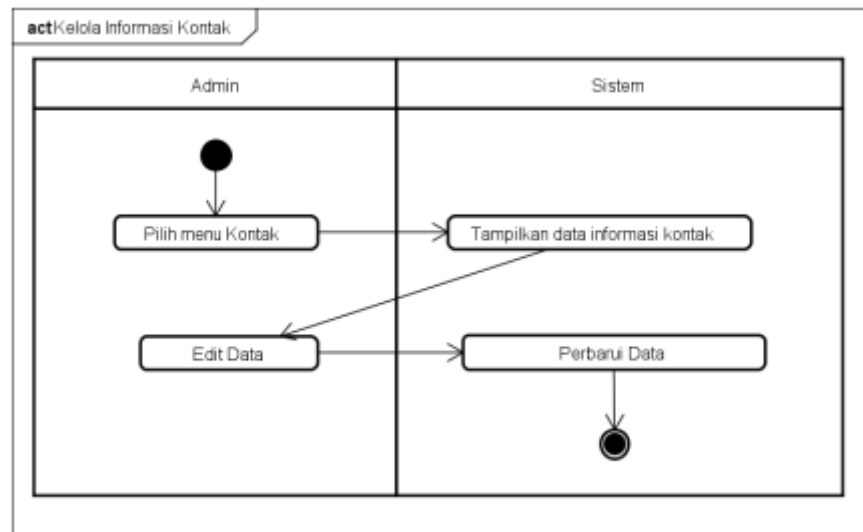 actKelola Informasi Kontak
Admin
Sistem
Pilih menu Kontak
Tampilkan data informasi kontak
Edit Data
Perbarui Data